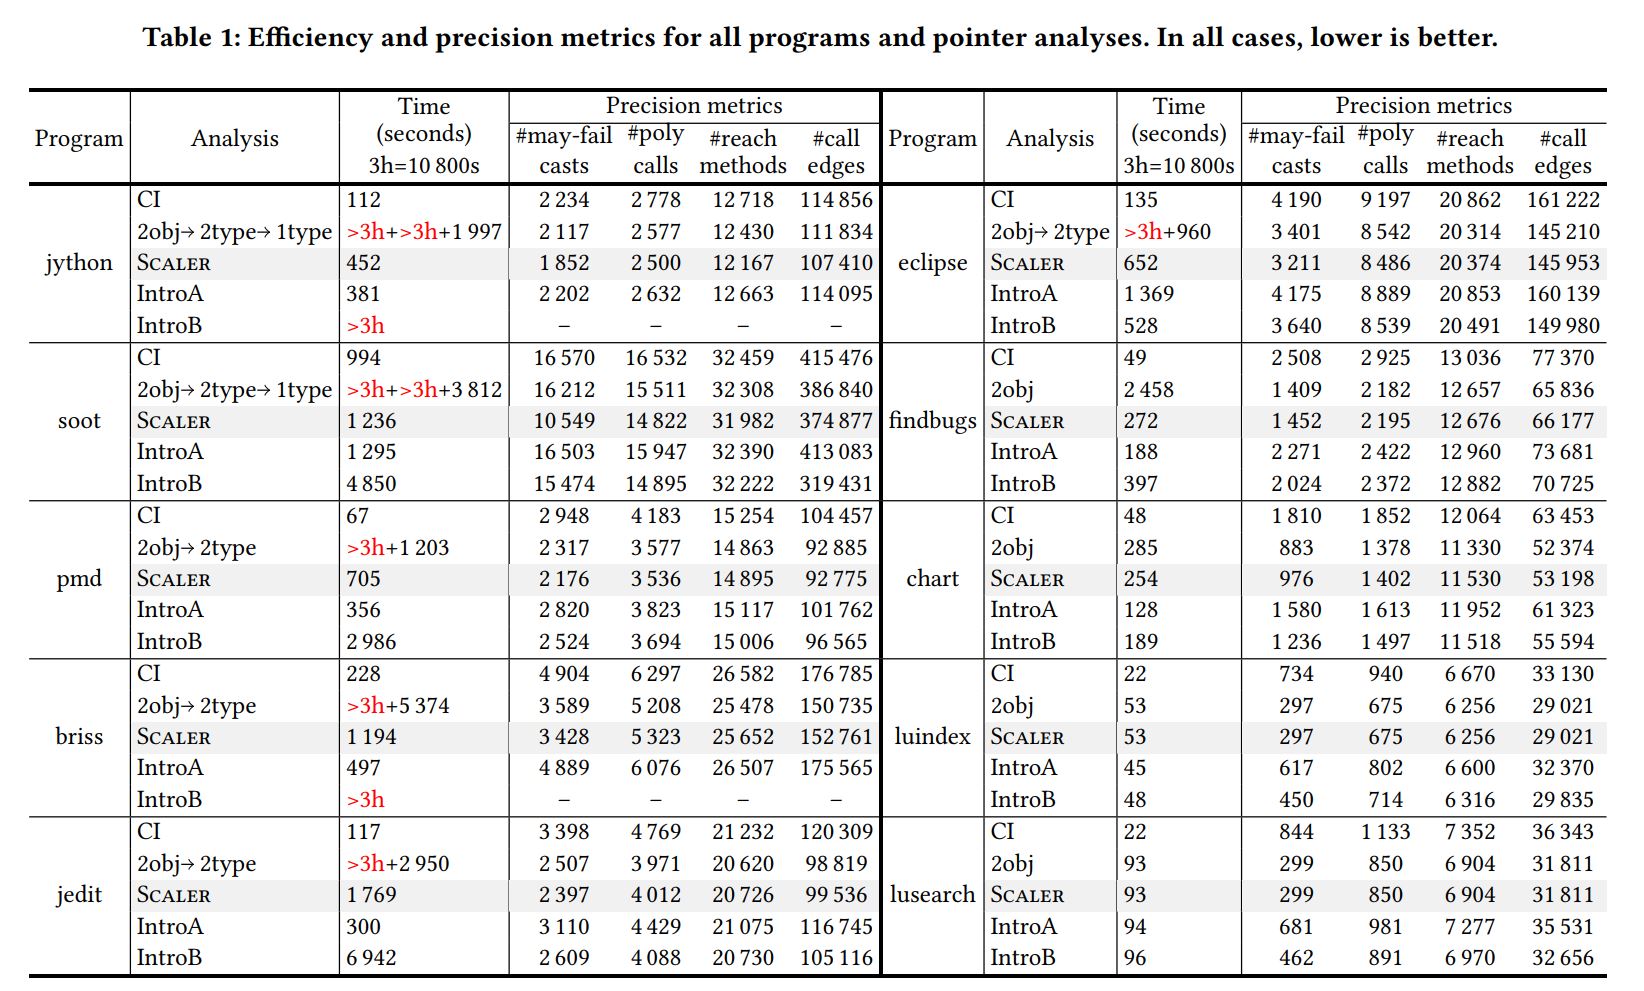 Table 1: Efficiency and precision metrics for all programs and pointer analyses. In all cases, lower is better.
Program Analysis Time (seconds) 3h=10 800s Precision metrics #may-fail casts #poly calls #reach methods #call edges Program Analysis Time (seconds) 3h=10 800s Precision metrics #may-fail casts #poly calls #reach methods #call edges
jython
CI 112 2 234 2 778 12 718 114 856
2obj→ 2type→ 1type >3h+>3h+1 997 2 117 2 577 12 430 111 834
SCALER 452 1 852 2 500 12 167 107 410
IntroA 381 2 202 2 632 12 663 114 095
IntroB >3h – – – –
soot
CI 994 16 570 16 532 32 459 415 476
2obj→ 2type→ 1type >3h+>3h+3 812 16 212 15 511 32 308 386 840
SCALER 1 236 10 549 14 822 31 982 374 877
IntroA 1 295 16 503 15 947 32 390 413 083
IntroB 4 850 15 474 14 895 32 222 319 431
pmd
CI 67 2 948 4 183 15 254 104 457
2obj→ 2type >3h+1 203 2 317 3 577 14 863 92 885
SCALER 705 2 176 3 536 14 895 92 775
IntroA 356 2 820 3 823 15 117 101 762
IntroB 2 986 2 524 3 694 15 006 96 565
briss
CI 228 4 904 6 297 26 582 176 785
2obj→ 2type >3h+5 374 3 589 5 208 25 478 150 735
SCALER 1 194 3 428 5 323 25 652 152 761
IntroA 497 4 889 6 076 26 507 175 565
IntroB >3h – – – –
jedit
CI 117 3 398 4 769 21 232 120 309
2obj→ 2type >3h+2 950 2 507 3 971 20 620 98 819
SCALER 1 769 2 397 4 012 20 726 99 536
IntroA 300 3 110 4 429 21 075 116 745
IntroB 6 942 2 609 4 088 20 730 105 116
eclipse
CI 135 4 190 9 197 20 862 161 222
2obj→ 2type >3h+960 3 401 8 542 20 314 145 210
SCALER 652 3 211 8 486 20 374 145 953
IntroA 1 369 4 175 8 889 20 853 160 139
IntroB 528 3 640 8 539 20 491 149 980
findbugs
CI 49 2 508 2 925 13 036 77 370
2obj 2 458 1 409 2 182 12 657 65 836
SCALER 272 1 452 2 195 12 676 66 177
IntroA 188 2 271 2 422 12 960 73 681
IntroB 397 2 024 2 372 12 882 70 725
chart
CI 48 1 810 1 852 12 064 63 453
2obj 285 883 1 378 11 330 52 374
SCALER 254 976 1 402 11 530 53 198
IntroA 128 1 580 1 613 11 952 61 323
IntroB 189 1 236 1 497 11 518 55 594
luindex
CI 22 734 940 6 670 33 130
2obj 53 297 675 6 256 29 021
SCALER 53 297 675 6 256 29 021
IntroA 45 617 802 6 600 32 370
IntroB 48 450 714 6 316 29 835
lusearch
CI 22 844 1 133 7 352 36 343
2obj 93 299 850 6 904 31 811
SCALER 93 299 850 6 904 31 811
IntroA 94 681 981 7 277 35 531
IntroB 96 462 891 6 970 32 656